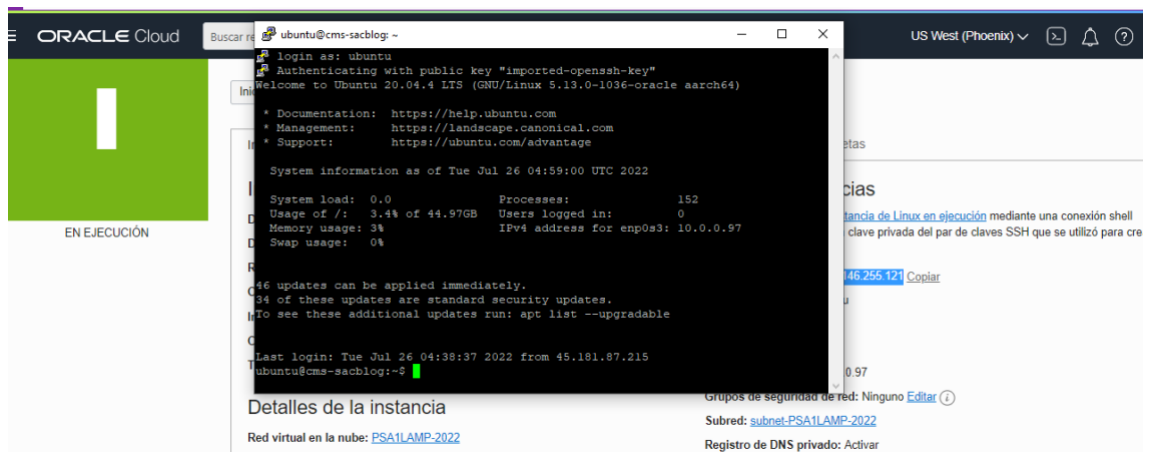 ORACLE Cloud
Buscar re
US West (Phoenix)
ubuntu@cms-sacblog: ~
login as: ubuntu
Authenticating with public key "imported-openssh-key"
Welcome to Ubuntu 20.04.4 LTS (GNU/Linux 5.13.0-1036-oracle aarch64)
* Documentation: https://help.ubuntu.com
* Management: https://landscape.canonical.com
* Support: https://ubuntu.com/advantage
System information as of Tue Jul 26 04:59:00 UTC 2022
System load: 0.0 Processes: 152
Usage of /: 3.4% of 44.97GB Users logged in: 0
Memory usage: 3% IPv4 address for enp0s3: 10.0.0.97
Swap usage: 0%
46 updates can be applied immediately.
34 of these updates are standard security updates.
To see these additional updates run: apt list --upgradable
Last login: Tue Jul 26 04:38:37 2022 from 45.181.87.215
ubuntu@cms-sacblog:~$
EN EJECUCIÓN
Ini
etas
cias
tancia de Linux en ejecución mediante una conexión shell
clave privada del par de claves SSH que se utilizó para cre
146.255.121 Copiar
0.97
Grupos de seguridad de red: Ninguno Editar
Subred: subnet-PSA1LAMP-2022
Registro de DNS privado: Activar
Detalles de la instancia
Red virtual en la nube: PSA1LAMP-2022